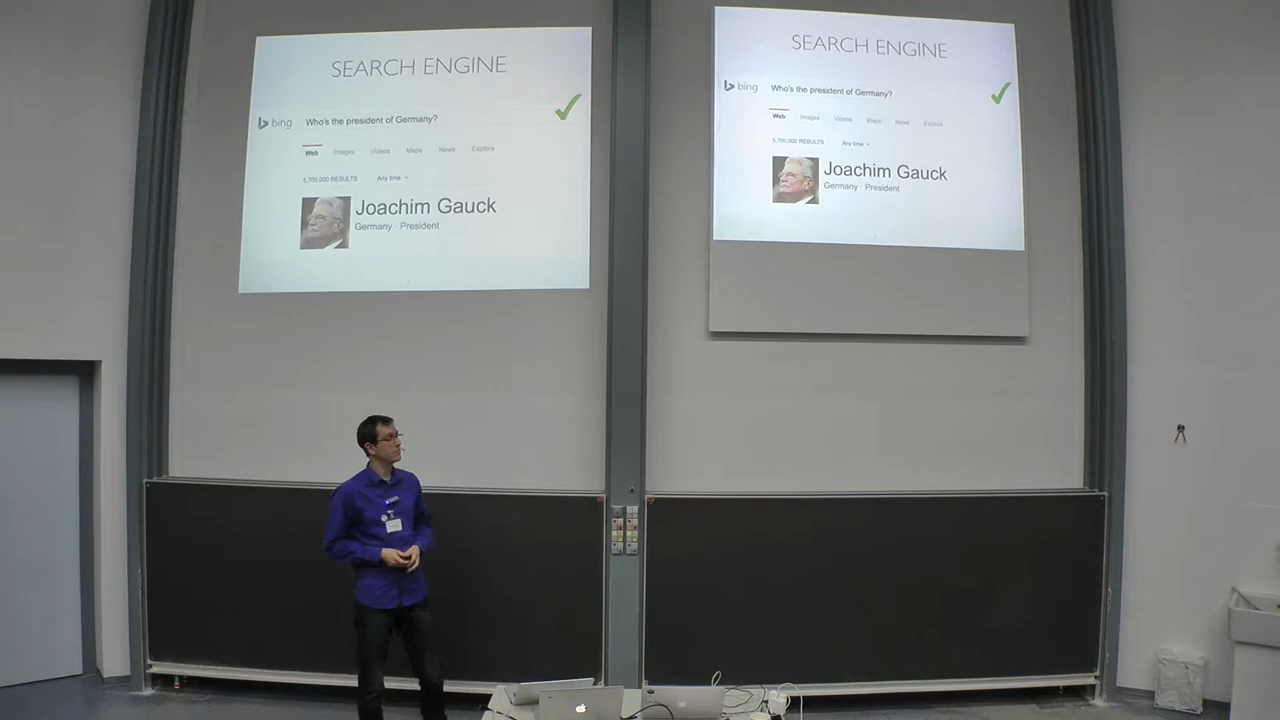 SEARCH ENGINE
bing Who's the president of Germany?
Web Images Videos Maps News Explore
5,700,000 RESULTS Any time
Joachim Gauck
Germany · President
SEARCH ENGINE
bing Who's the president of Germany?
Web Images Videos Maps News Explore
5,700,000 RESULTS Any time
Joachim Gauck
Germany · President